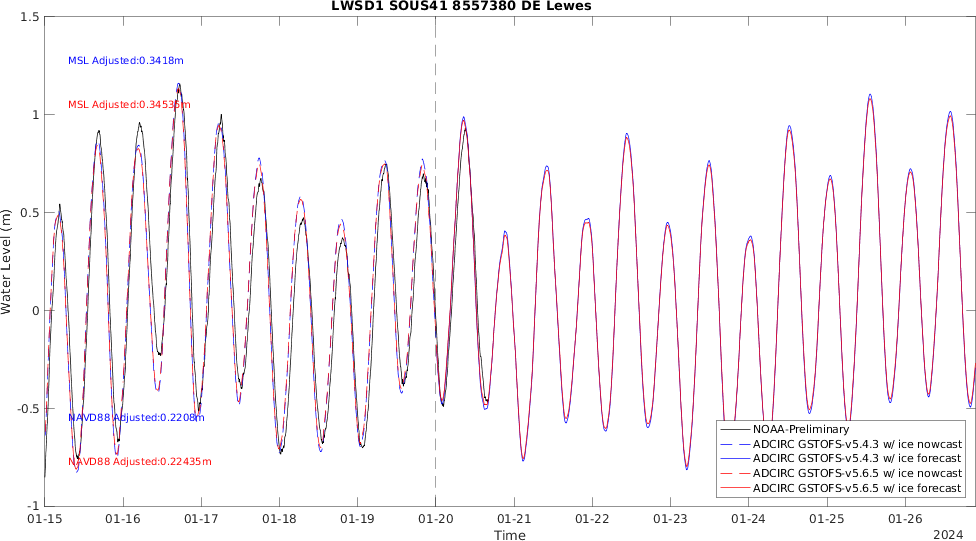 LWSD1 SOUS41 8557380 DE Lewes
Water Level (m)
1.5
1
0.5
0
-0.5
-1
MSL Adjusted:0.3418m
MSL Adjusted:0.34535m
NAVD88 Adjusted:0.2208m
NAVD88 Adjusted:0.22435m
NOAA-Preliminary
ADCIRC GSTOFS-v5.4.3 w/ ice nowcast
ADCIRC GSTOFS-v5.4.3 w/ ice forecast
ADCIRC GSTOFS-v5.6.5 w/ ice nowcast
ADCIRC GSTOFS-v5.6.5 w/ ice forecast
01-15 01-16 01-17 01-18 01-19 01-20 01-21 01-22 01-23 01-24 01-25 01-26
Time
2024